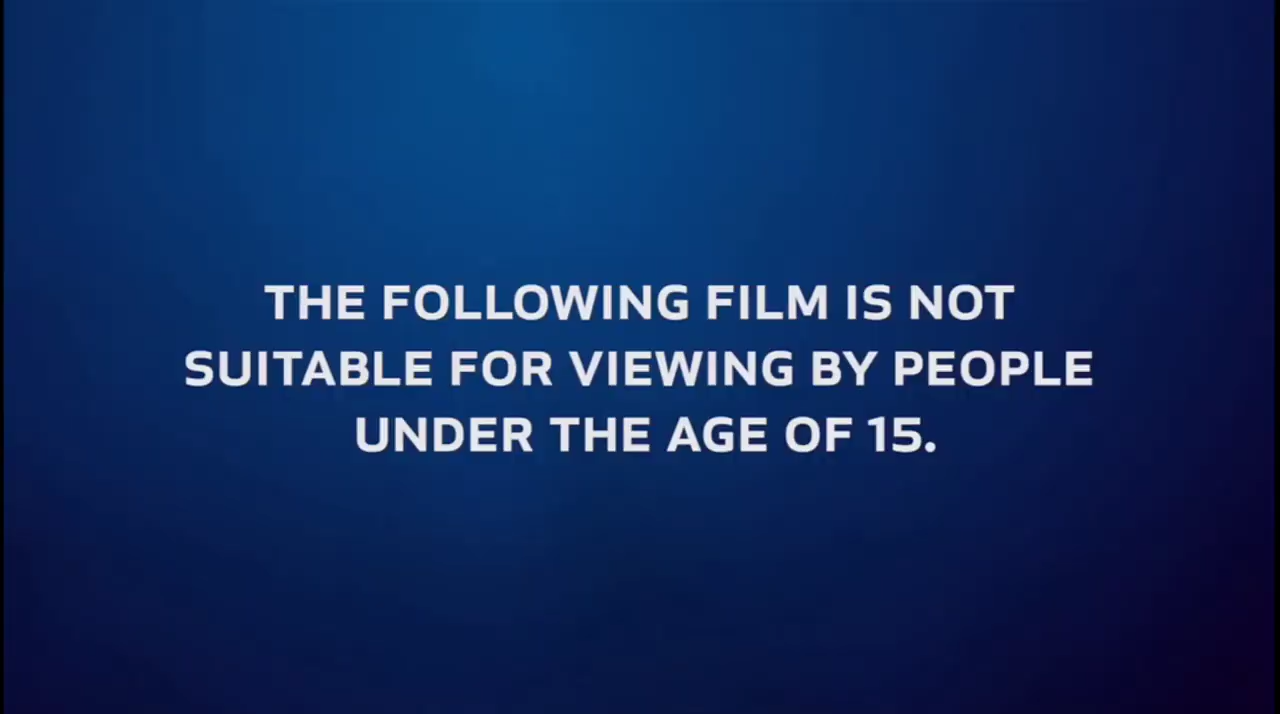 THE FOLLOWING FILM IS NOT
SUITABLE FOR VIEWING BY PEOPLE
UNDER THE AGE OF 15.